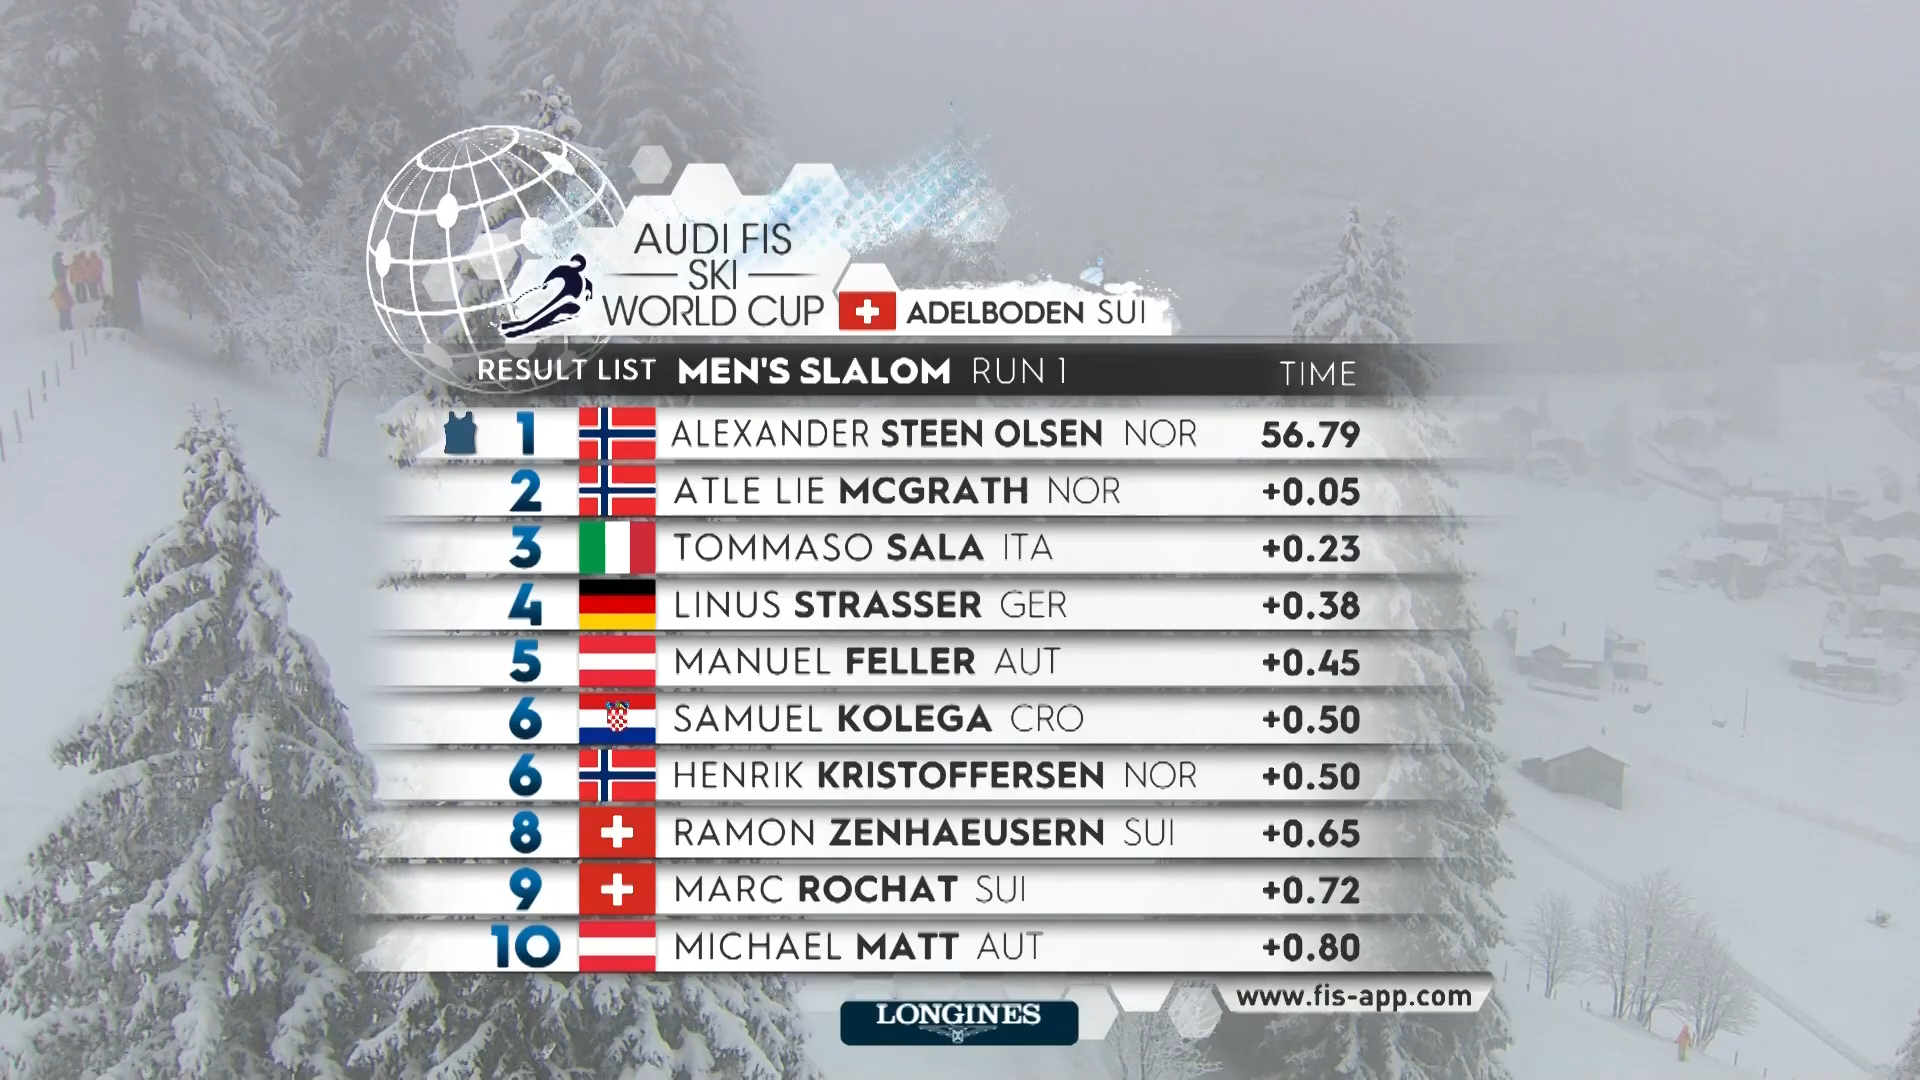 AUDI FIS
SKI
WORLD CUP
ADELBODEN SUI
RESULT LIST MEN'S SLALOM RUN 1 TIME
1 ALEXANDER STEEN OLSEN NOR 56.79
2 ATLE LIE MCGRATH NOR +0.05
3 TOMMASO SALA ITA +0.23
4 LINUS STRASSER GER +0.38
5 MANUEL FELLER AUT +0.45
6 SAMUEL KOLEGA CRO +0.50
6 HENRIK KRISTOFFERSEN NOR +0.50
8 RAMON ZENHAEUSERN SUI +0.65
9 MARC ROCHAT SUI +0.72
10 MICHAEL MATT AUT +0.80
www.fis-app.com
LONGINES